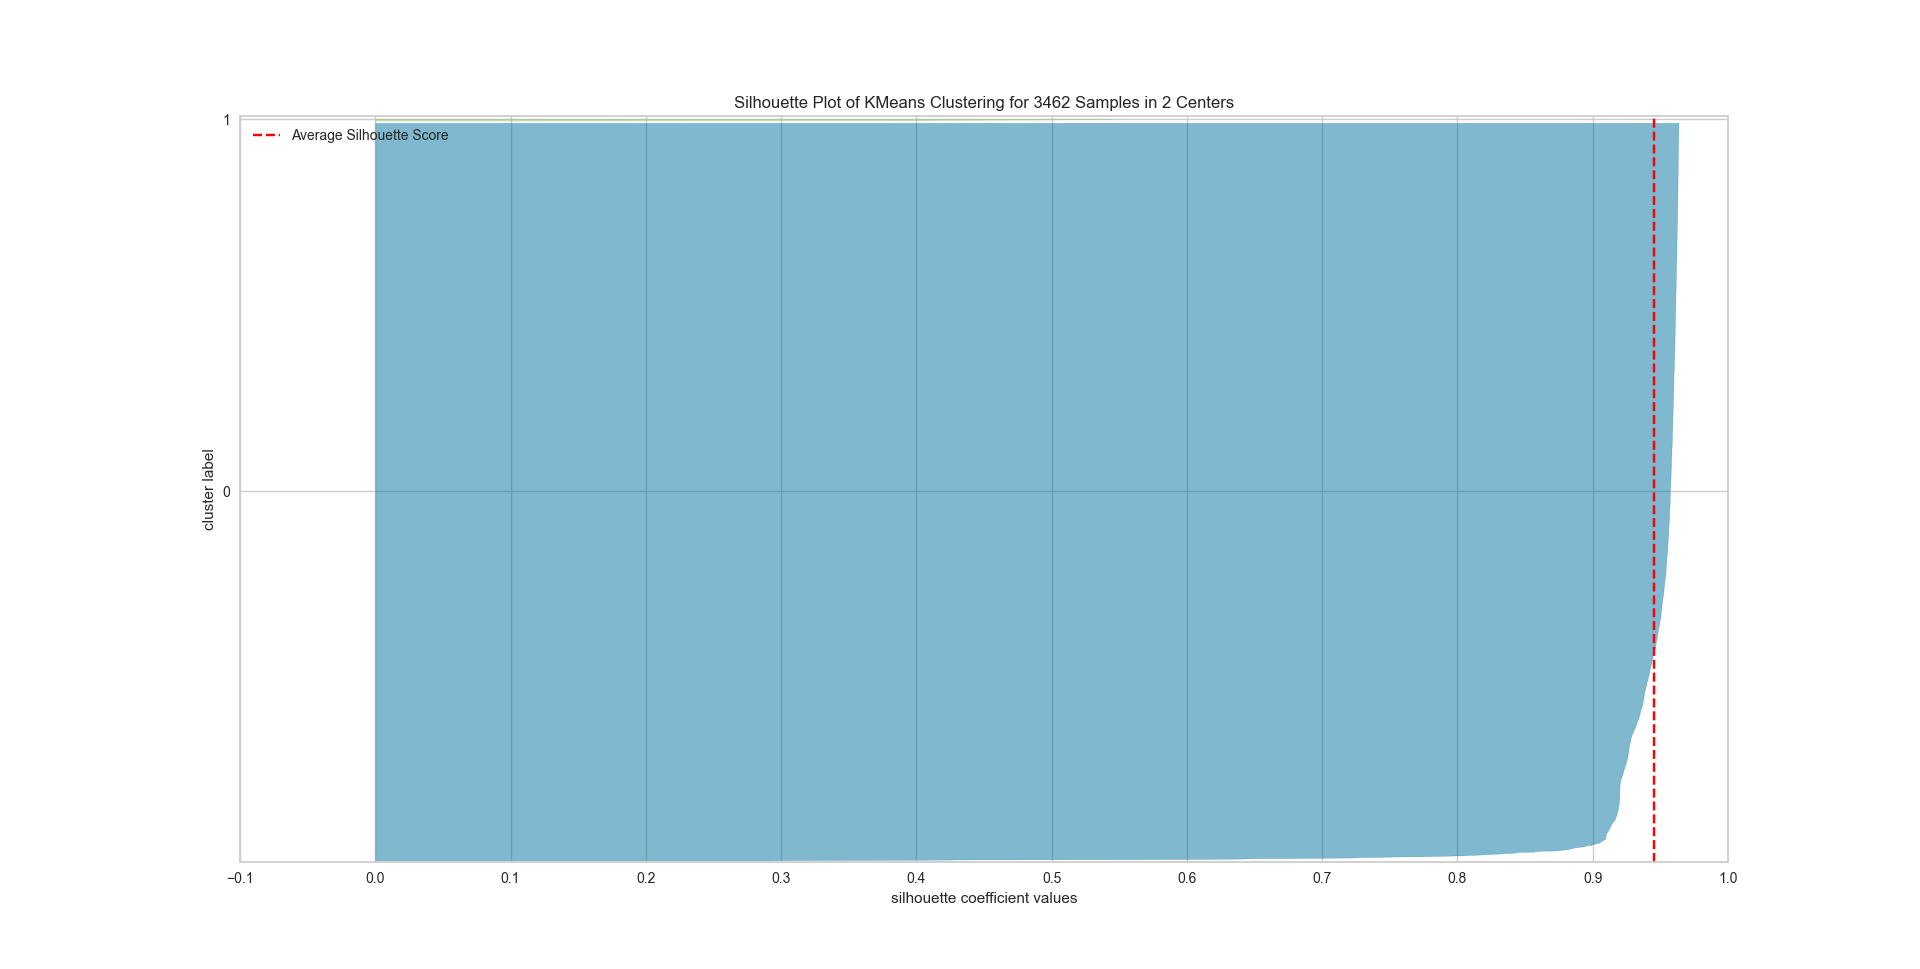 Silhouette Plot of KMeans Clustering for 3462 Samples in 2 Centers
1
Average Silhouette Score
cluster label
0
−0.1 0.0 0.1 0.2 0.3 0.4 0.5 0.6 0.7 0.8 0.9 1.0
silhouette coefficient values